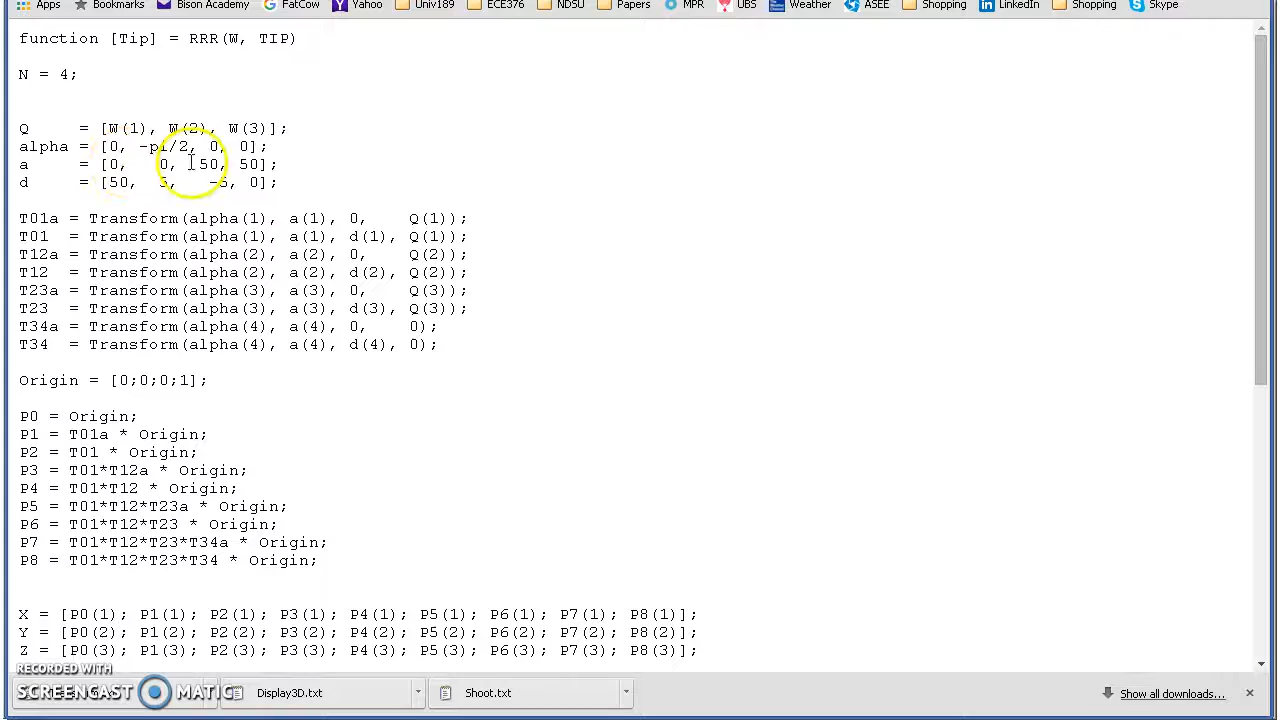 Apps Bookmarks Bison Academy FatCow Yahoo Univ189 ECE376 NDSU Papers MPR UBS Weather ASEE Shopping LinkedIn Shopping Skype
function [Tip] = RRR(W, TIP)
N = 4;
Q = [W(1), W(2), W(3)];
alpha = [0, -pi/2, 0, 0];
a = [0, 0, 50, 50];
d = [50, 5, -5, 0];
T01a = Transform(alpha(1), a(1), 0, Q(1));
T01 = Transform(alpha(1), a(1), d(1), Q(1));
T12a = Transform(alpha(2), a(2), 0, Q(2));
T12 = Transform(alpha(2), a(2), d(2), Q(2));
T23a = Transform(alpha(3), a(3), 0, Q(3));
T23 = Transform(alpha(3), a(3), d(3), Q(3));
T34a = Transform(alpha(4), a(4), 0, 0);
T34 = Transform(alpha(4), a(4), d(4), 0);
Origin = [0;0;0;1];
P0 = Origin;
P1 = T01a * Origin;
P2 = T01 * Origin;
P3 = T01*T12a * Origin;
P4 = T01*T12 * Origin;
P5 = T01*T12*T23a * Origin;
P6 = T01*T12*T23 * Origin;
P7 = T01*T12*T23*T34a * Origin;
P8 = T01*T12*T23*T34 * Origin;
X = [P0(1); P1(1); P2(1); P3(1); P4(1); P5(1); P6(1); P7(1); P8(1)];
Y = [P0(2); P1(2); P2(2); P3(2); P4(2); P5(2); P6(2); P7(2); P8(2)];
Z = [P0(3); P1(3); P2(3); P3(3); P4(3); P5(3); P6(3); P7(3); P8(3)];
RECORDED WITH
SCREENCAST MATIC
Display3D.txt Shoot.txt Show all downloads...